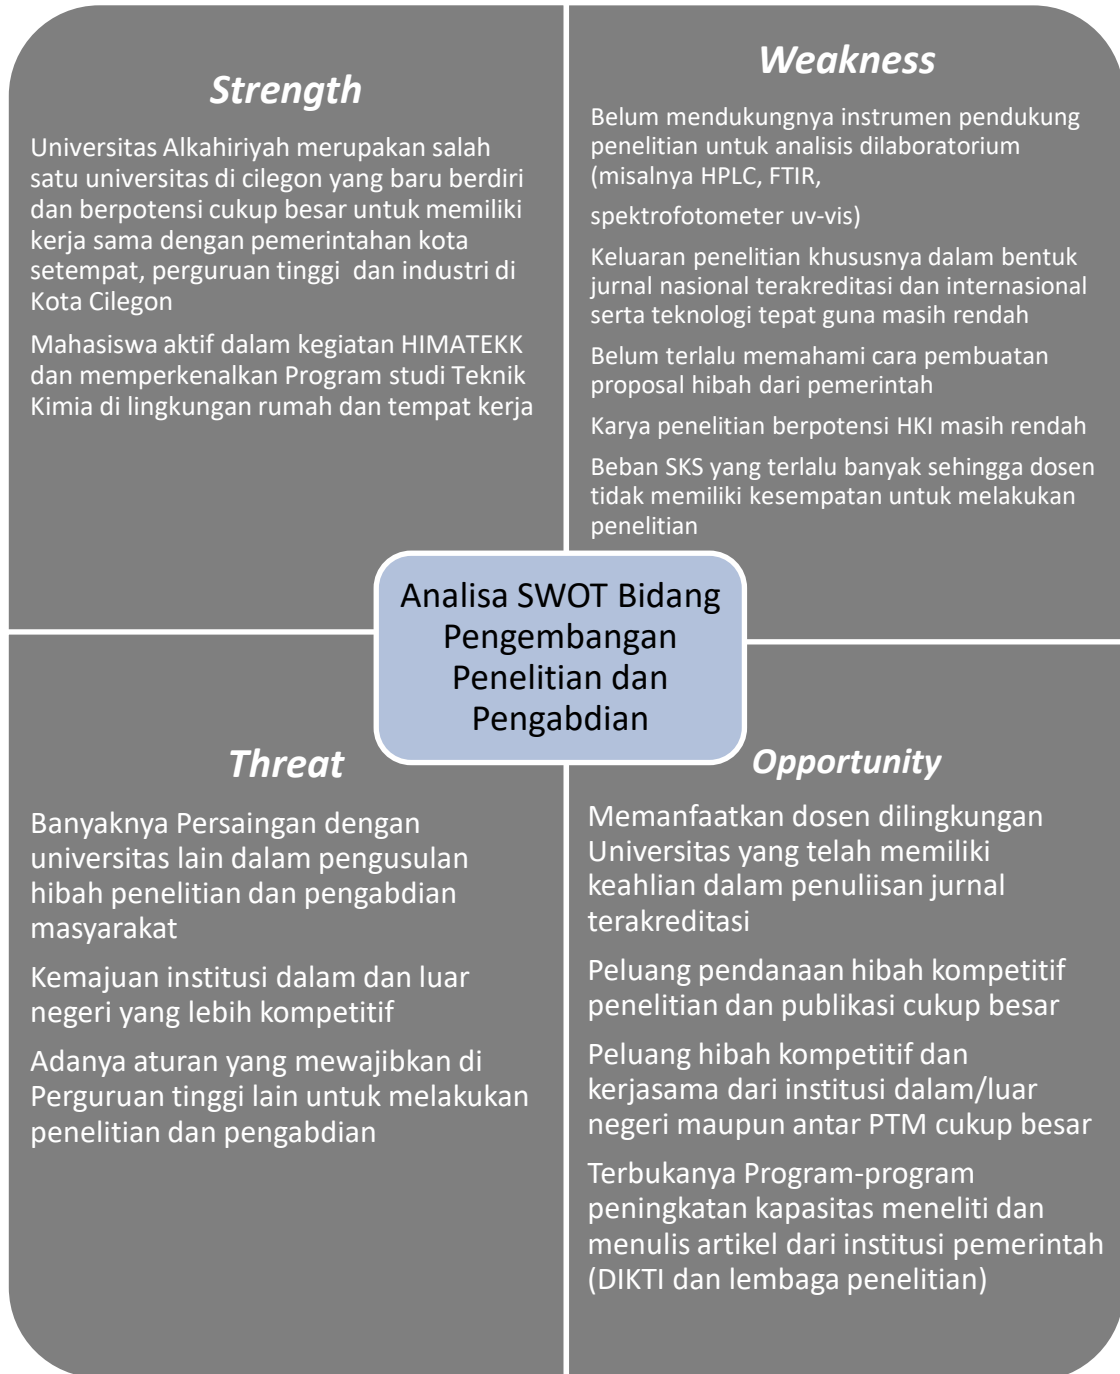 Strength
Universitas Alkahiriyah merupakan salah
satu universitas di cilegon yang baru berdiri
dan berpotensi cukup besar untuk memiliki
kerja sama dengan pemerintahan kota
setempat, perguruan tinggi dan industri di
Kota Cilegon
Mahasiswa aktif dalam kegiatan HIMATEKK
dan memperkenalkan Program studi Teknik
Kimia di lingkungan rumah dan tempat kerja
Weakness
Belum mendukungnya instrumen pendukung
penelitian untuk analisis dilaboratorium
(misalnya HPLC, FTIR,
spektrofotometer uv-vis)
Keluaran penelitian khususnya dalam bentuk
jurnal nasional terakreditasi dan internasional
serta teknologi tepat guna masih rendah
Belum terlalu memahami cara pembuatan
proposal hibah dari pemerintah
Karya penelitian berpotensi HKI masih rendah
Beban SKS yang terlalu banyak sehingga dosen
tidak memiliki kesempatan untuk melakukan
penelitian
Analisa SWOT Bidang
Pengembangan
Penelitian dan
Pengabdian
Threat
Banyaknya Persaingan dengan
universitas lain dalam pengusulan
hibah penelitian dan pengabdian
masyarakat
Kemajuan institusi dalam dan luar
negeri yang lebih kompetitif
Adanya aturan yang mewajibkan di
Perguruan tinggi lain untuk melakukan
penelitian dan pengabdian
Opportunity
Memanfaatkan dosen dilingkungan
Universitas yang telah memiliki
keahlian dalam penuliisan jurnal
terakreditasi
Peluang pendanaan hibah kompetitif
penelitian dan publikasi cukup besar
Peluang hibah kompetitif dan
kerjasama dari institusi dalam/luar
negeri maupun antar PTM cukup besar
Terbukanya Program-program
peningkatan kapasitas meneliti dan
menulis artikel dari institusi pemerintah
(DIKTI dan lembaga penelitian)